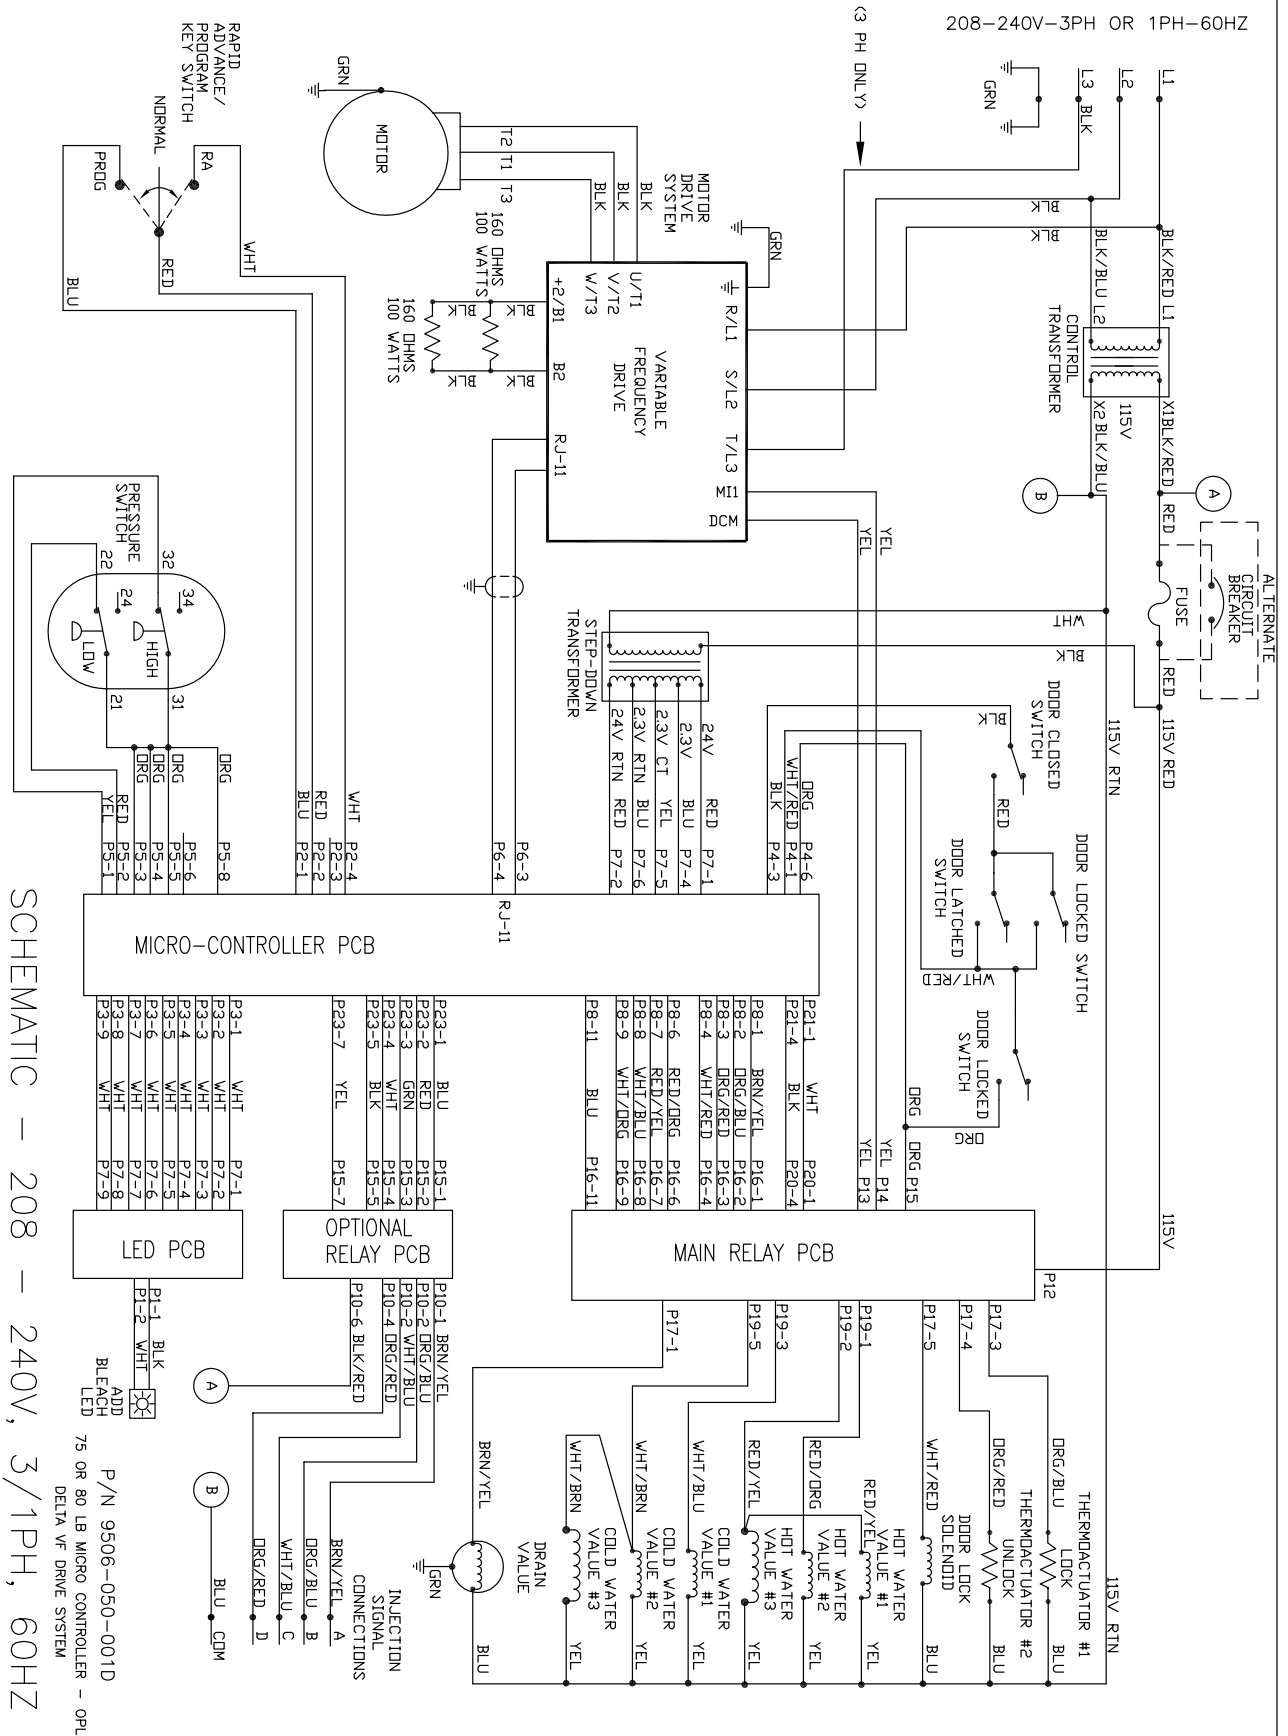 208-240V-3PH OR 1PH-60HZ
L1
L2
L3
BLK
GRN
(3 PH ONLY)
BLK
BLK
BLK/RED L1
BLK/BLU L2
CONTROL
TRANSFORMER
X1 BLK/RED
115V
X2 BLK/BLU
A
B
RED
ALTERNATE
CIRCUIT
BREAKER
FUSE
RED
115V RED
115V RTN
WHT
BLK
115V
115V RTN
RAPID
ADVANCE/
PROGRAM
KEY SWITCH
NORMAL
RA
PROG
WHT
RED
BLU
GRN
MOTOR
T2
T1
T3
BLK
BLK
BLK
MOTOR
DRIVE
SYSTEM
GRN
160 OHMS
100 WATTS
160 OHMS
100 WATTS
BLK
BLK
BLK
BLK
U/T1
V/T2
W/T3
+2/B1
B2
VARIABLE
FREQUENCY
DRIVE
R/L1
S/L2
T/L3
MI1
DCM
RJ-11
YEL
YEL
PRESSURE
SWITCH
32
34
22
24
HIGH
LOW
31
21
ORG
ORG
ORG
ORG
RED
YEL
P5-8
P5-6
P5-5
P5-4
P5-3
P5-2
P5-1
WHT
RED
BLU
P2-4
P2-3
P2-2
P2-1
P6-3
P6-4
RJ-11
STEP-DOWN
TRANSFORMER
24V
2.3V
2.3V CT
2.3V RTN
24V RTN
RED
BLU
YEL
BLU
RED
P7-1
P7-4
P7-5
P7-6
P7-2
ORG
WHT/RED
BLK
P4-6
P4-1
P4-3
DOOR CLOSED
SWITCH
BLK
RED
DOOR LOCKED SWITCH
DOOR LATCHED
SWITCH
WHT/RED
DOOR LOCKED
SWITCH
ORG
ORG
ORG P15
YEL P14
YEL P13
MICRO-CONTROLLER PCB
P21-1 WHT P20-1
P21-4 BLK P20-4
P8-1 BRN/YEL P16-1
P8-2 ORG/BLU P16-2
P8-3 ORG/RED P16-3
P8-4 WHT/RED P16-4
P8-6 RED/ORG P16-6
P8-7 RED/YEL P16-7
P8-8 WHT/BLU P16-8
P8-9 WHT/ORG P16-9
P8-11 BLU P16-11
P23-1 BLU P15-1
P23-2 RED P15-2
P23-3 GRN P15-3
P23-4 WHT P15-4
P23-5 BLK P15-5
P23-7 YEL P15-7
P3-1 WHT P7-1
P3-2 WHT P7-2
P3-3 WHT P7-3
P3-4 WHT P7-4
P3-5 WHT P7-5
P3-6 WHT P7-6
P3-7 WHT P7-7
P3-8 WHT P7-8
P3-9 WHT P7-9
MAIN RELAY PCB
OPTIONAL
RELAY PCB
LED PCB
P12
P17-3
P17-4
P17-5
P19-1
P19-2
P19-3
P19-5
P17-1
P10-1 BRN/YEL
P10-2 ORG/BLU
P10-2 WHT/BLU
P10-4 ORG/RED
P10-6 BLK/RED
P1-1 BLK
P1-2 WHT
ADD
BLEACH
LED
A
B
ORG/BLU
THERMOACTUATOR #1
LOCK
BLU
ORG/RED
THERMOACTUATOR #2
UNLOCK
BLU
WHT/RED
DOOR LOCK
SOLENOID
BLU
RED/YEL
HOT WATER
VALUE #1
YEL
RED/ORG
HOT WATER
VALUE #2
YEL
RED/YEL
HOT WATER
VALUE #3
YEL
WHT/BLU
COLD WATER
VALUE #1
YEL
WHT/BRN
COLD WATER
VALUE #2
YEL
WHT/BRN
COLD WATER
VALUE #3
YEL
BRN/YEL
DRAIN
VALUE
BLU
GRN
INJECTION
SIGNAL
CONNECTIONS
BRN/YEL A
ORG/BLU B
WHT/BLU C
ORG/RED D
BLU COM
P/N 9506-050-001D
75 OR 80 LB MICRO CONTROLLER - OPL
DELTA VF DRIVE SYSTEM
SCHEMATIC - 208 - 240V, 3/1PH, 60HZ